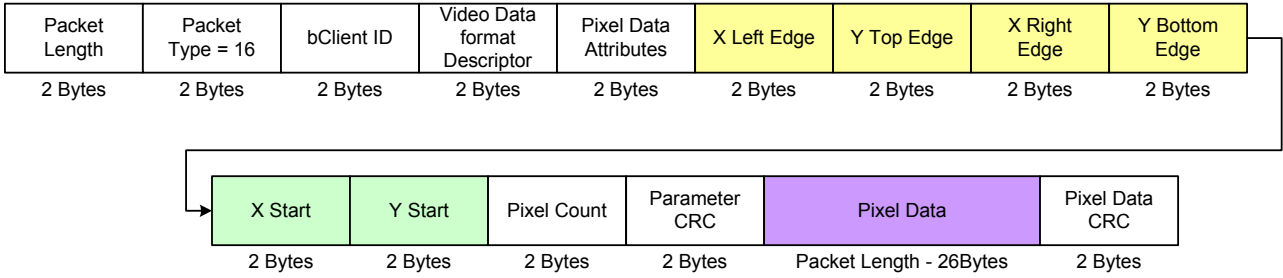 Packet
Length
Packet
Type = 16
bClient ID
Video Data
format
Descriptor
Pixel Data
Attributes
X Left Edge
Y Top Edge
X Right
Edge
Y Bottom
Edge
2 Bytes
2 Bytes
2 Bytes
2 Bytes
2 Bytes
2 Bytes
2 Bytes
2 Bytes
2 Bytes
X Start
Y Start
Pixel Count
Parameter
CRC
Pixel Data
Pixel Data
CRC
2 Bytes
2 Bytes
2 Bytes
2 Bytes
Packet Length - 26Bytes
2 Bytes